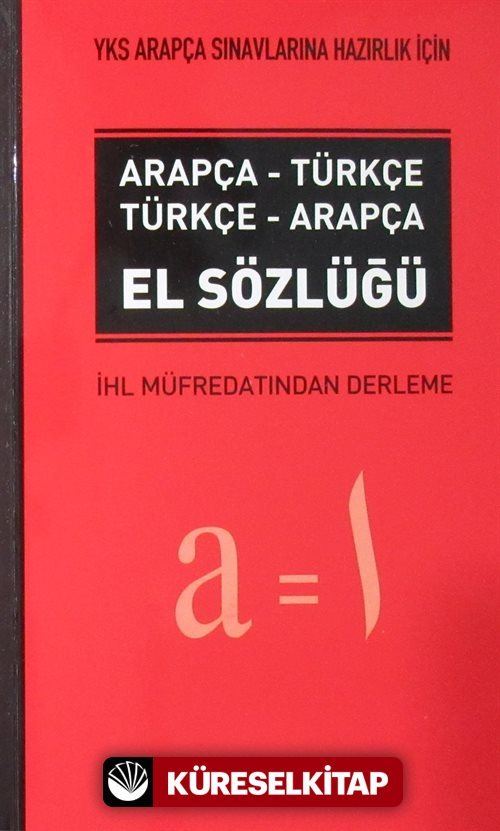 YKS ARAPÇA SINAVLARINA HAZIRLIK İÇİN
ARAPÇA - TÜRKÇE
TÜRKÇE - ARAPÇA
EL SÖZLÜĞÜ
İHL MÜFREDATINDAN DERLEME
a = ا
KÜRESELKİTAP